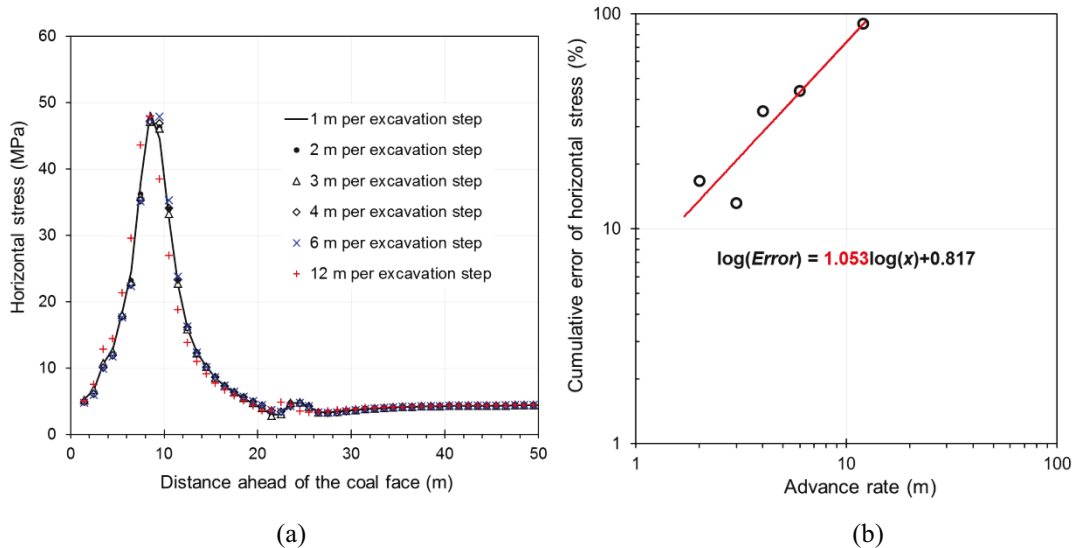 60
50
40
30
20
10
0
Horizontal stress (MPa)
1 m per excavation step
2 m per excavation step
3 m per excavation step
4 m per excavation step
6 m per excavation step
12 m per excavation step
0 10 20 30 40 50
Distance ahead of the coal face (m)
(a)
100
10
1
Cumulative error of horizontal stress (%)
log(Error) = 1.053log(x)+0.817
1 10 100
Advance rate (m)
(b)